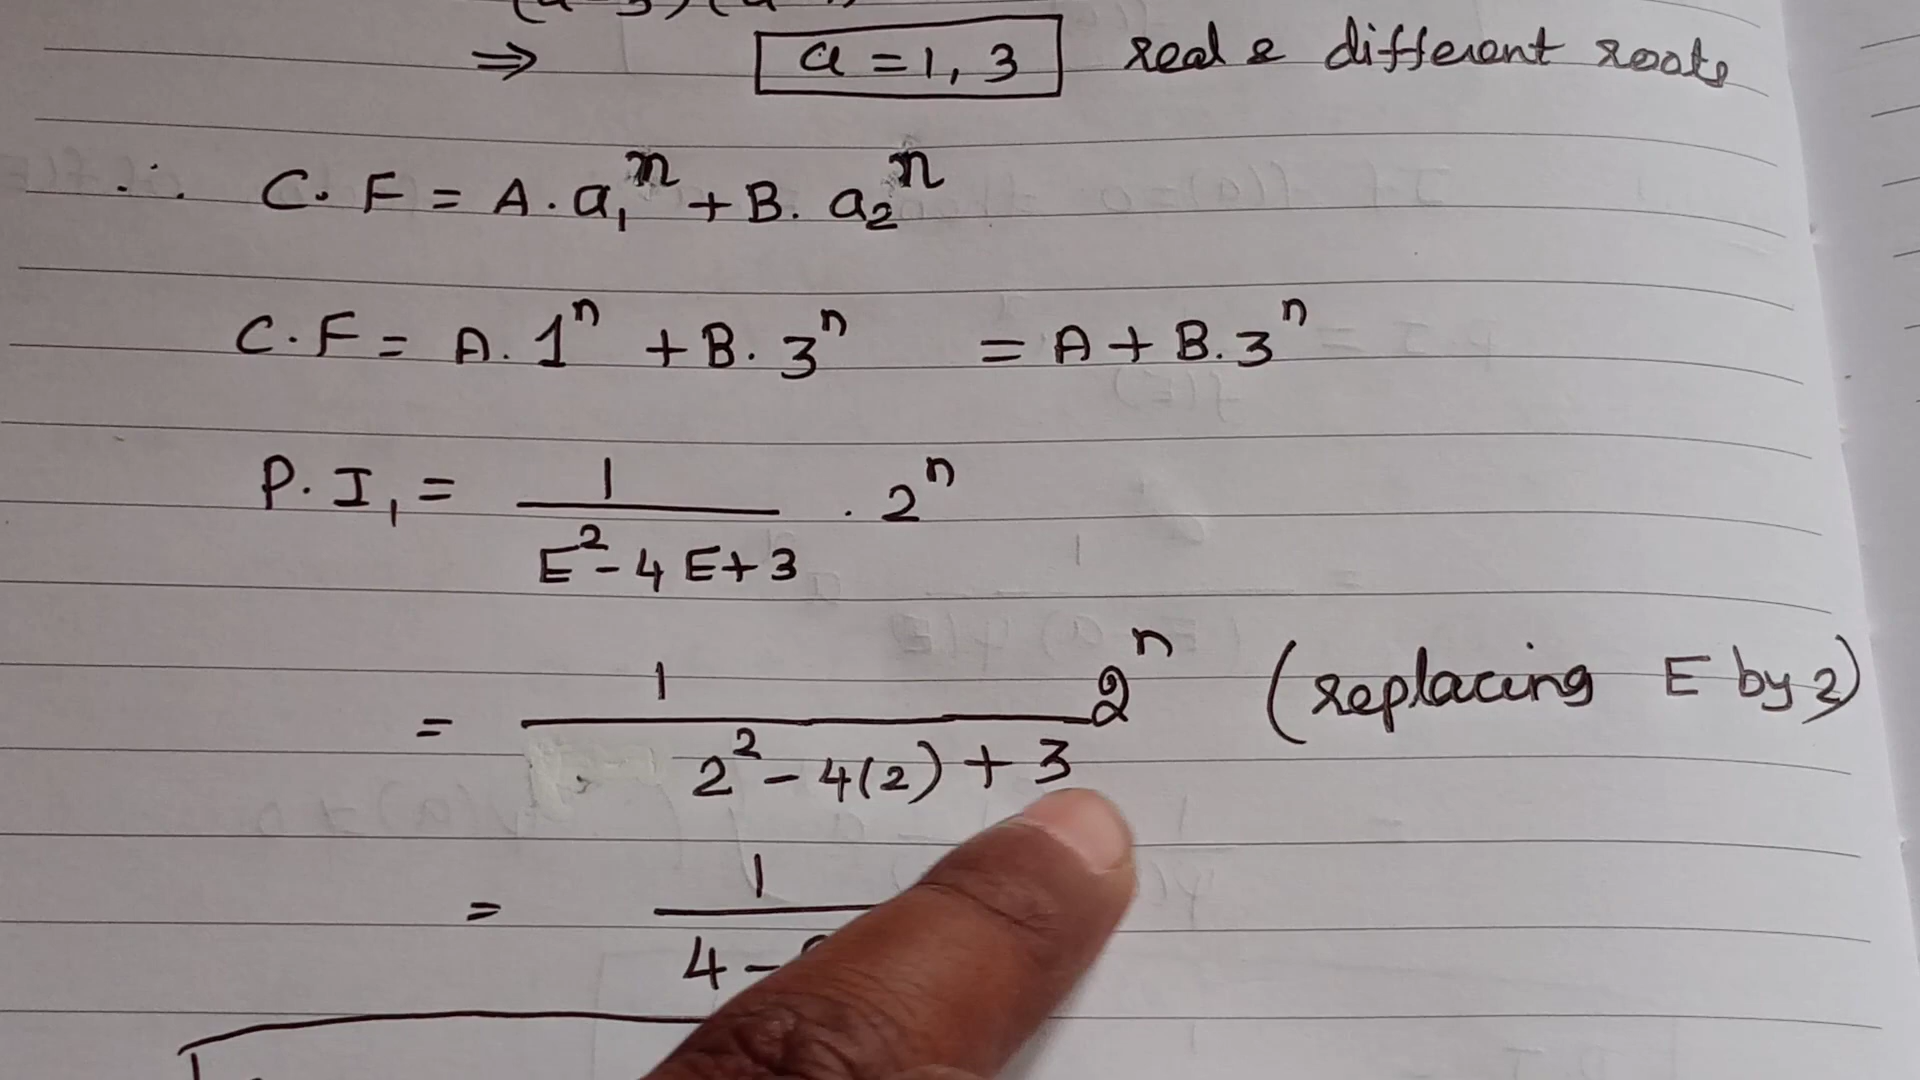 ⇒ a = 1, 3 real & different roots
∴ C.F = A.a₁ⁿ + B.a₂ⁿ
C.F = A.1ⁿ + B.3ⁿ = A + B.3ⁿ
P.I₁ = 1/(E² - 4E + 3) . 2ⁿ
= 1/(2² - 4(2) + 3) 2ⁿ (replacing E by 2)
= 1/(4 -